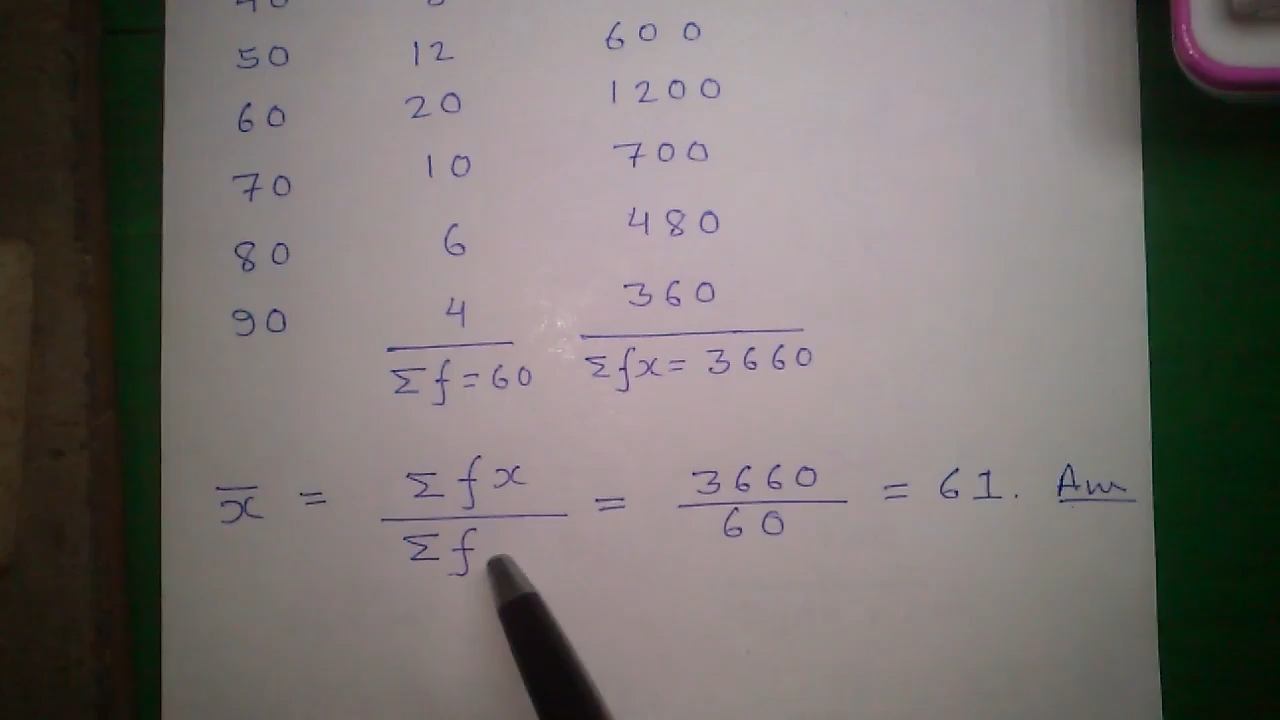 50 12 600
60 20 1200
70 10 700
80 6 480
90 4 360
Σf = 60 Σfx = 3660
x̅ = Σfx / Σf = 3660 / 60 = 61. Ans